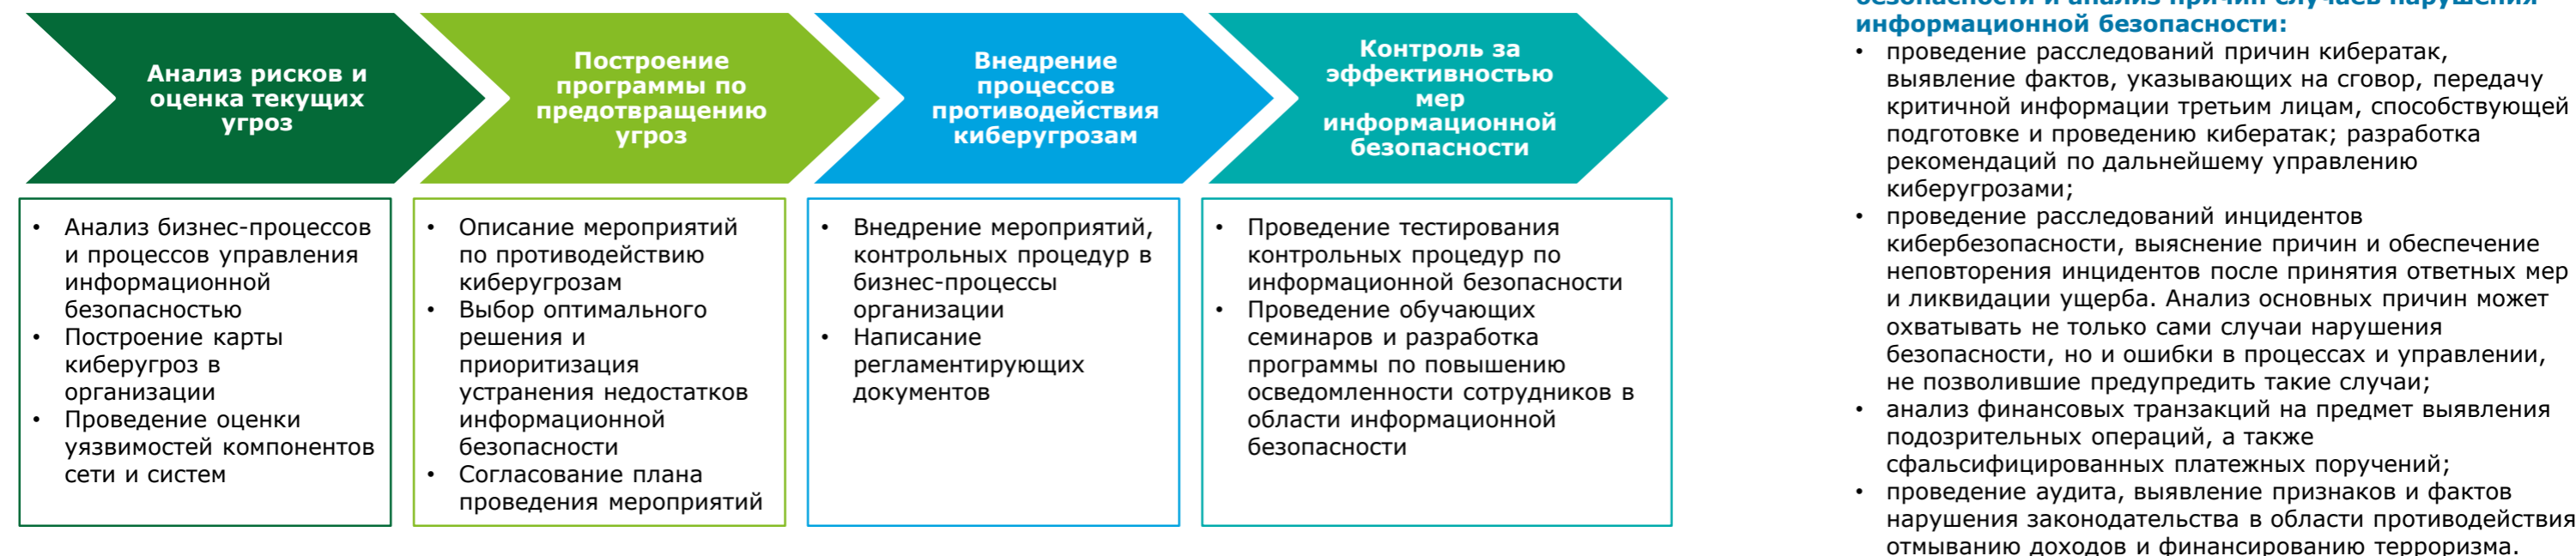 Анализ рисков и
оценка текущих
угроз
Построение
программы по
предотвращению
угроз
Внедрение
процессов
противодействия
киберугрозам
Контроль за
эффективностью
мер
информационной
безопасности
• Анализ бизнес-процессов
и процессов управления
информационной
безопасностью
• Построение карты
киберугроз в
организации
• Проведение оценки
уязвимостей компонентов
сети и систем
• Описание мероприятий
по противодействию
киберугрозам
• Выбор оптимального
решения и
приоритизация
устранения недостатков
информационной
безопасности
• Согласование плана
проведения мероприятий
• Внедрение мероприятий,
контрольных процедур в
бизнес-процессы
организации
• Написание
регламентирующих
документов
• Проведение тестирования
контрольных процедур по
информационной безопасности
• Проведение обучающих
семинаров и разработка
программы по повышению
осведомленности сотрудников в
области информационной
безопасности
безопасности и анализ причин случаев нарушения
информационной безопасности:
• проведение расследований причин кибератак,
выявление фактов, указывающих на сговор, передачу
критичной информации третьим лицам, способствующей
подготовке и проведению кибератак; разработка
рекомендаций по дальнейшему управлению
киберугрозами;
• проведение расследований инцидентов
кибербезопасности, выяснение причин и обеспечение
неповторения инцидентов после принятия ответных мер
и ликвидации ущерба. Анализ основных причин может
охватывать не только сами случаи нарушения
безопасности, но и ошибки в процессах и управлении,
не позволившие предупредить такие случаи;
• анализ финансовых транзакций на предмет выявления
подозрительных операций, а также
сфальсифицированных платежных поручений;
• проведение аудита, выявление признаков и фактов
нарушения законодательства в области противодействия
отмыванию доходов и финансированию терроризма.